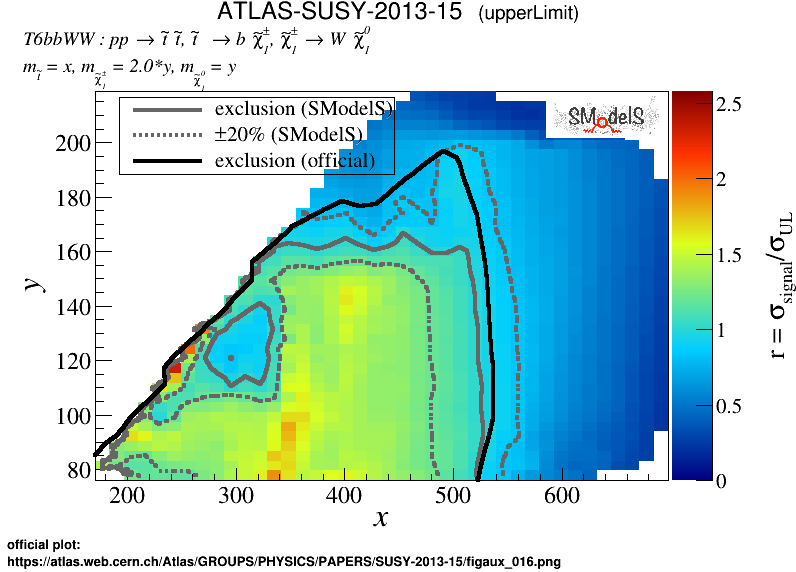 ATLAS-SUSY-2013-15 (upperLimit)
T6bbWW : pp → t̃ t̃, t̃ → b χ̃₁±, χ̃₁± → W χ̃₁⁰
m_t̃ = x, m_χ̃₁± = 2.0*y, m_χ̃₁⁰ = y
exclusion (SModelS)
±20% (SModelS)
exclusion (official)
SModelS
200
180
160
140
120
100
80
y
200 300 400 500 600
x
2.5
2
1.5
1
0.5
0
r = σ_signal/σ_UL
official plot:
https://atlas.web.cern.ch/Atlas/GROUPS/PHYSICS/PAPERS/SUSY-2013-15/figaux_016.png